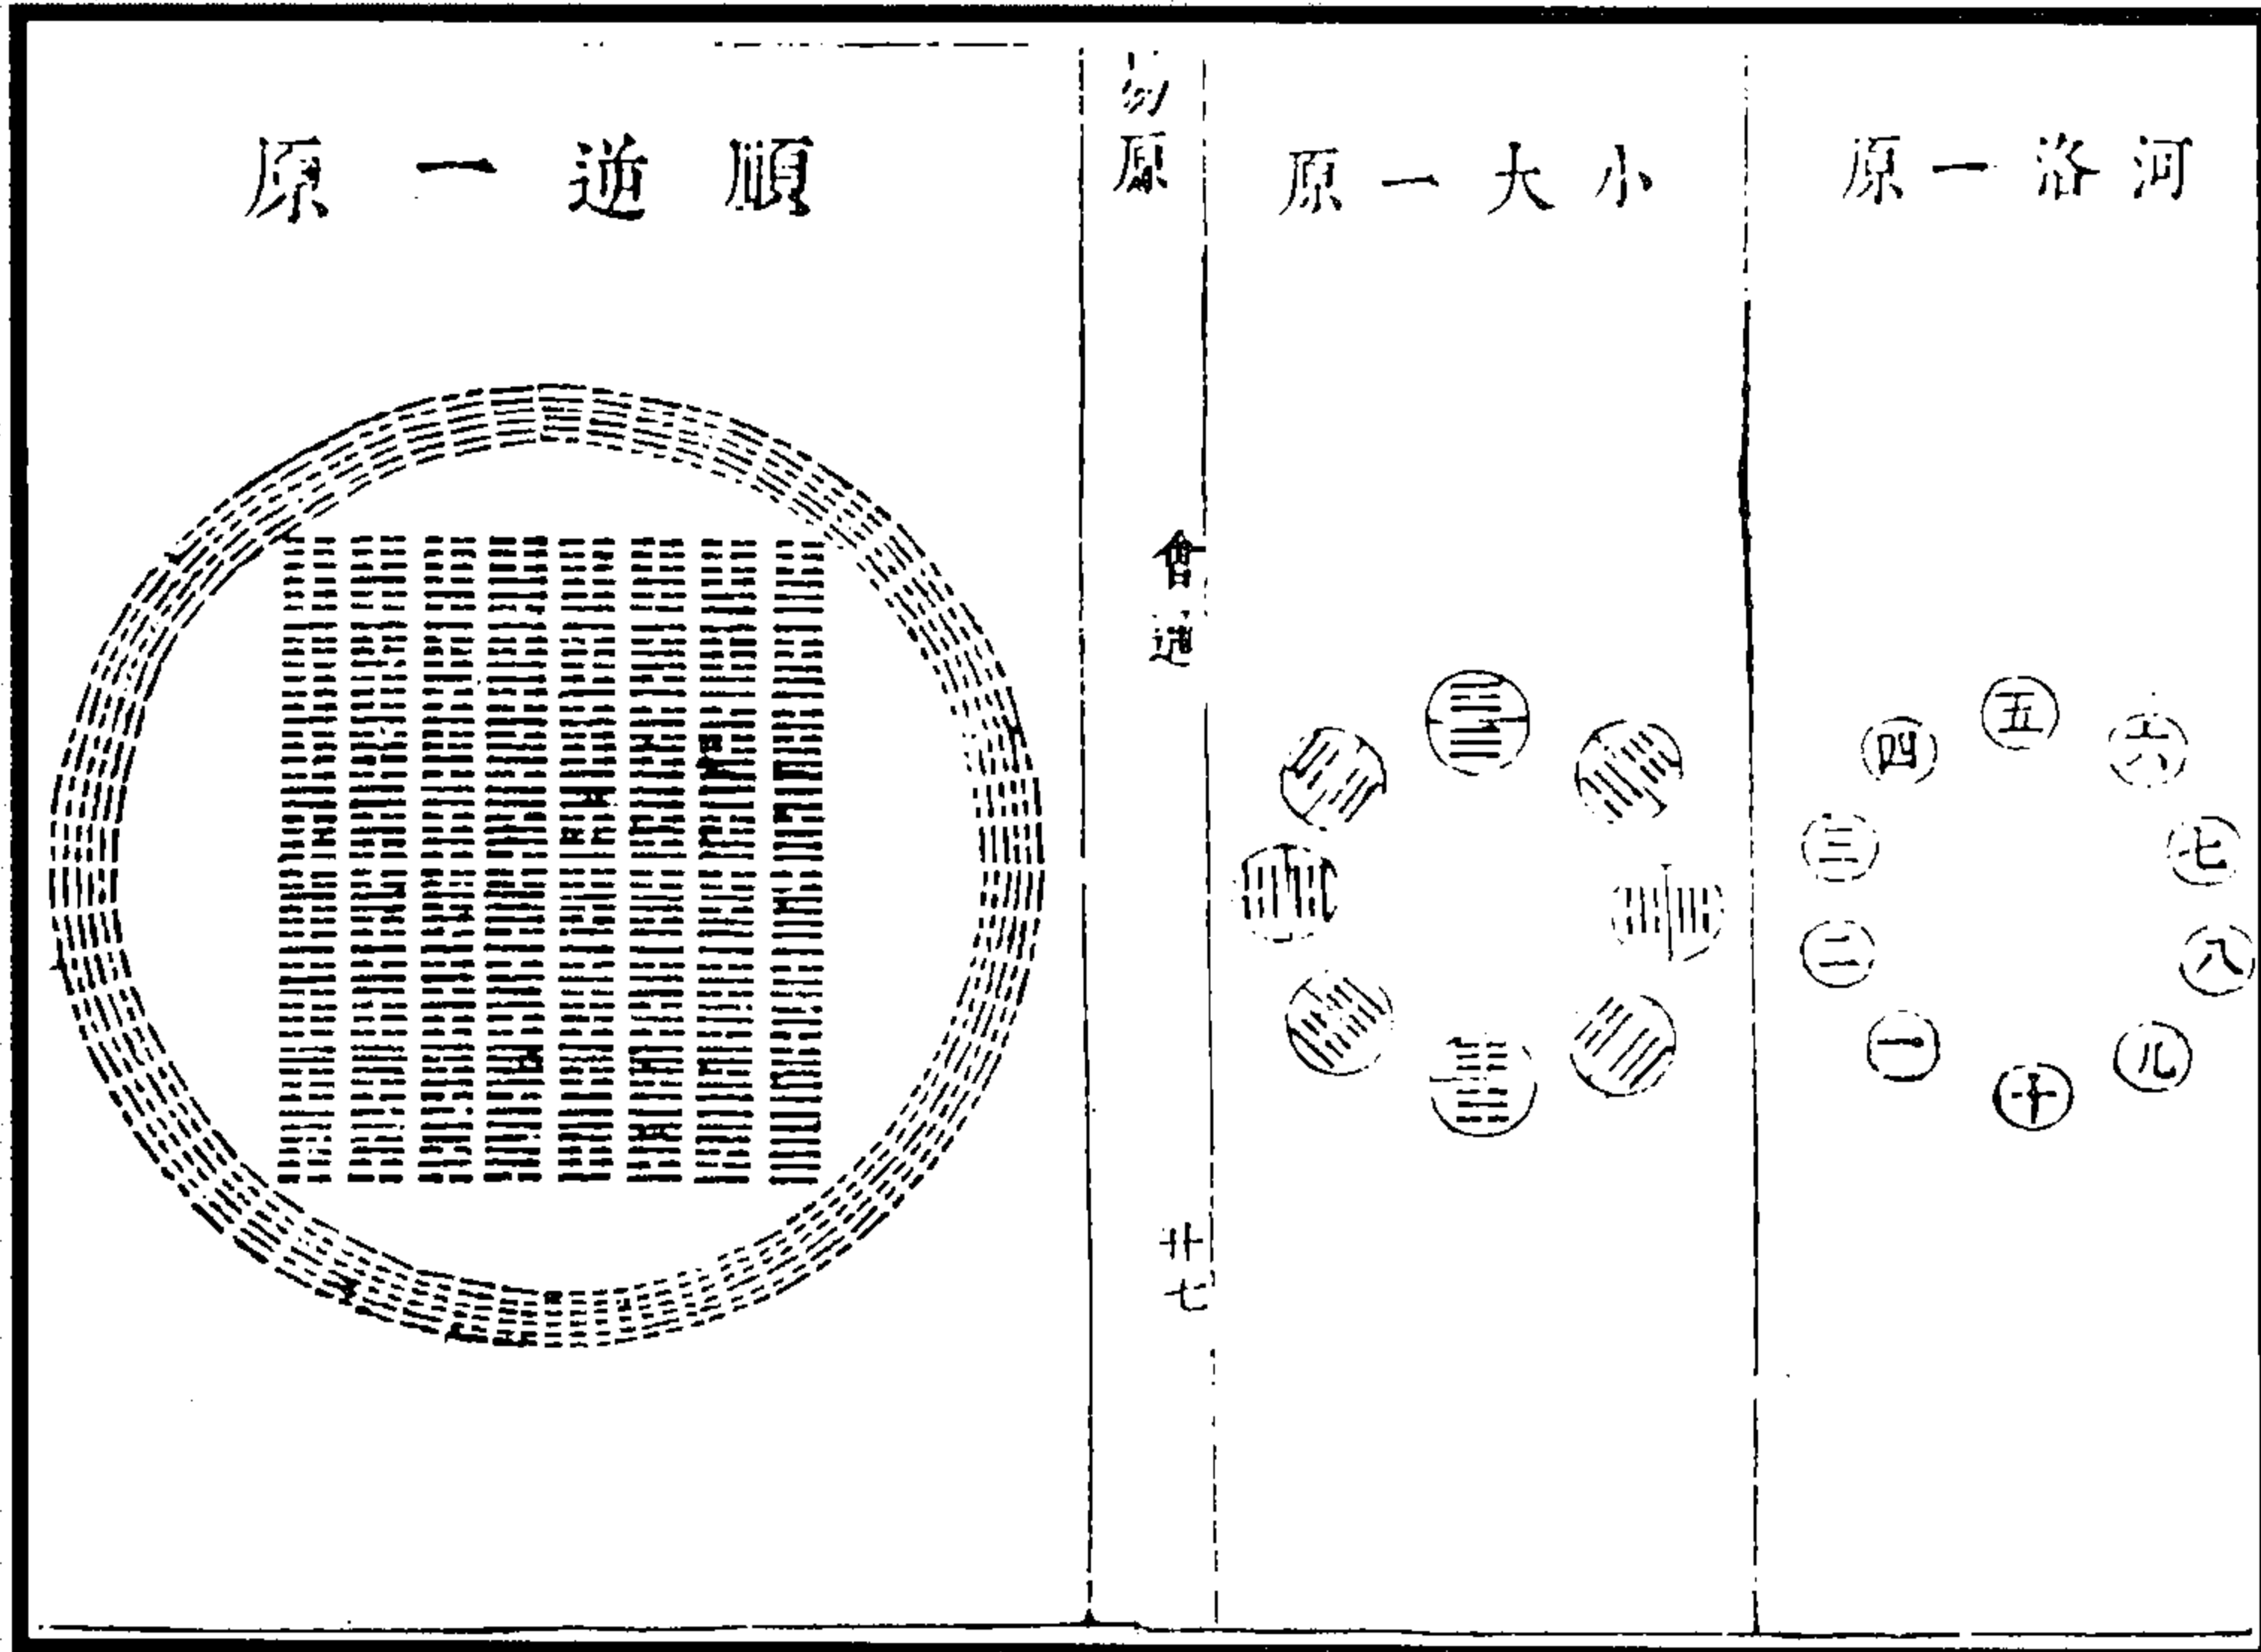 河洛一原
一
二
三
四
五
六
七
八
九
十
小大一原
易原
會通
廿七
順逆一原